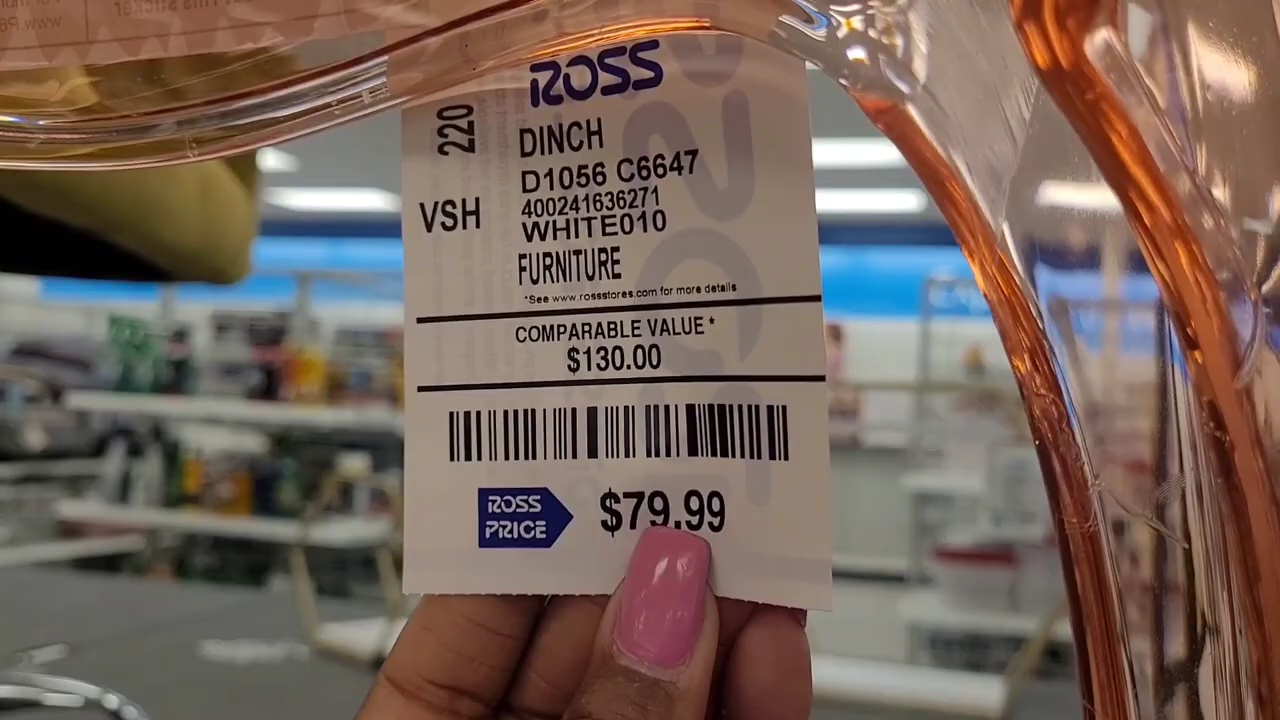 ROSS
220
DINCH
D1056 C6647
400241636271
VSH
WHITE010
FURNITURE
*See www.rossstores.com for more details
COMPARABLE VALUE*
$130.00
ROSS
PRICE
$79.99